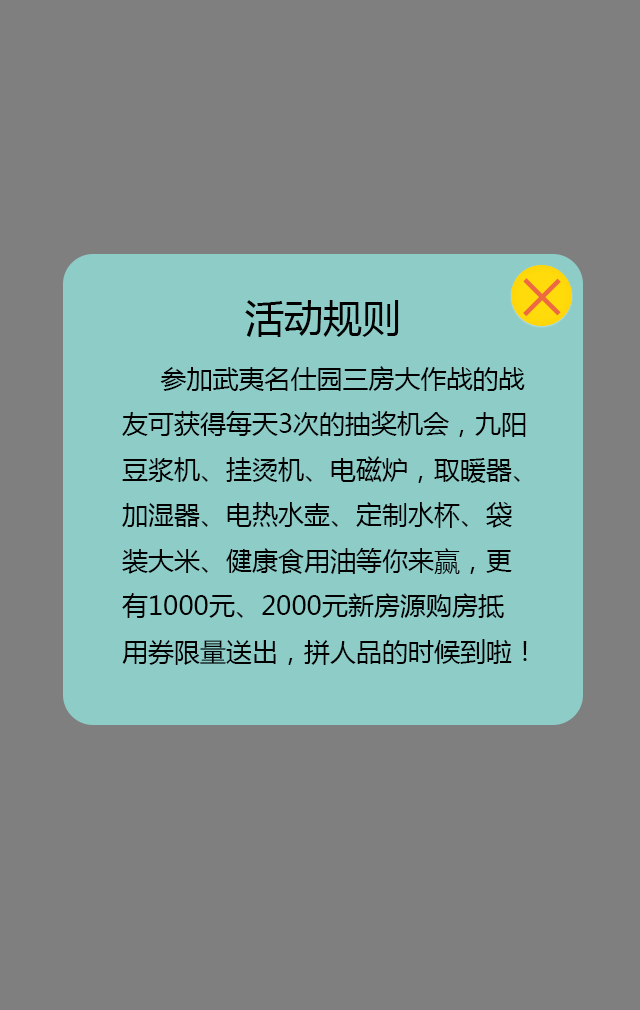 活动规则
参加武夷名仕园三房大作战的战
友可获得每天3次的抽奖机会，九阳
豆浆机、挂烫机、电磁炉，取暖器、
加湿器、电热水壶、定制水杯、袋
装大米、健康食用油等你来赢，更
有1000元、2000元新房源购房抵
用券限量送出，拼人品的时候到啦！